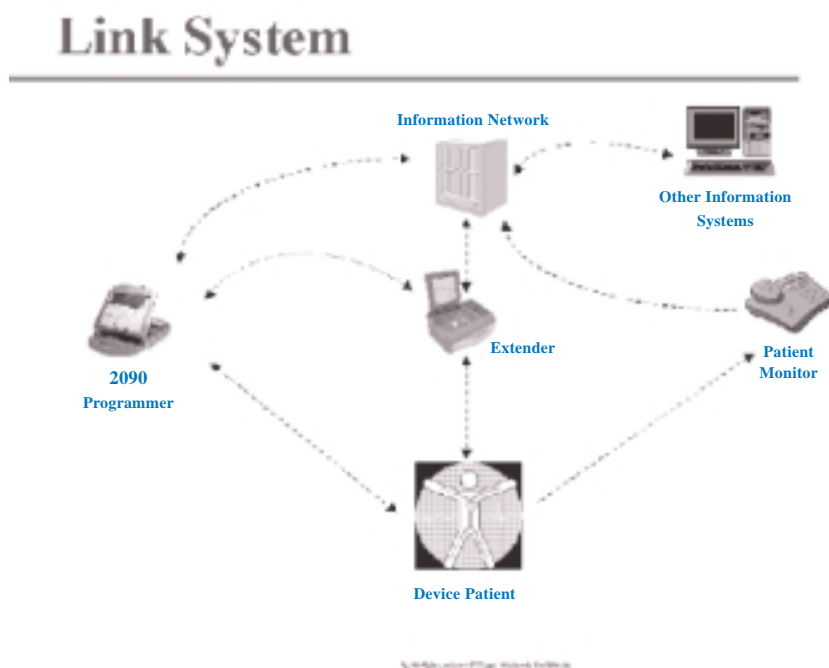 Link System
Information Network
Other Information
Systems
Extender
Patient
Monitor
2090
Programmer
Device Patient